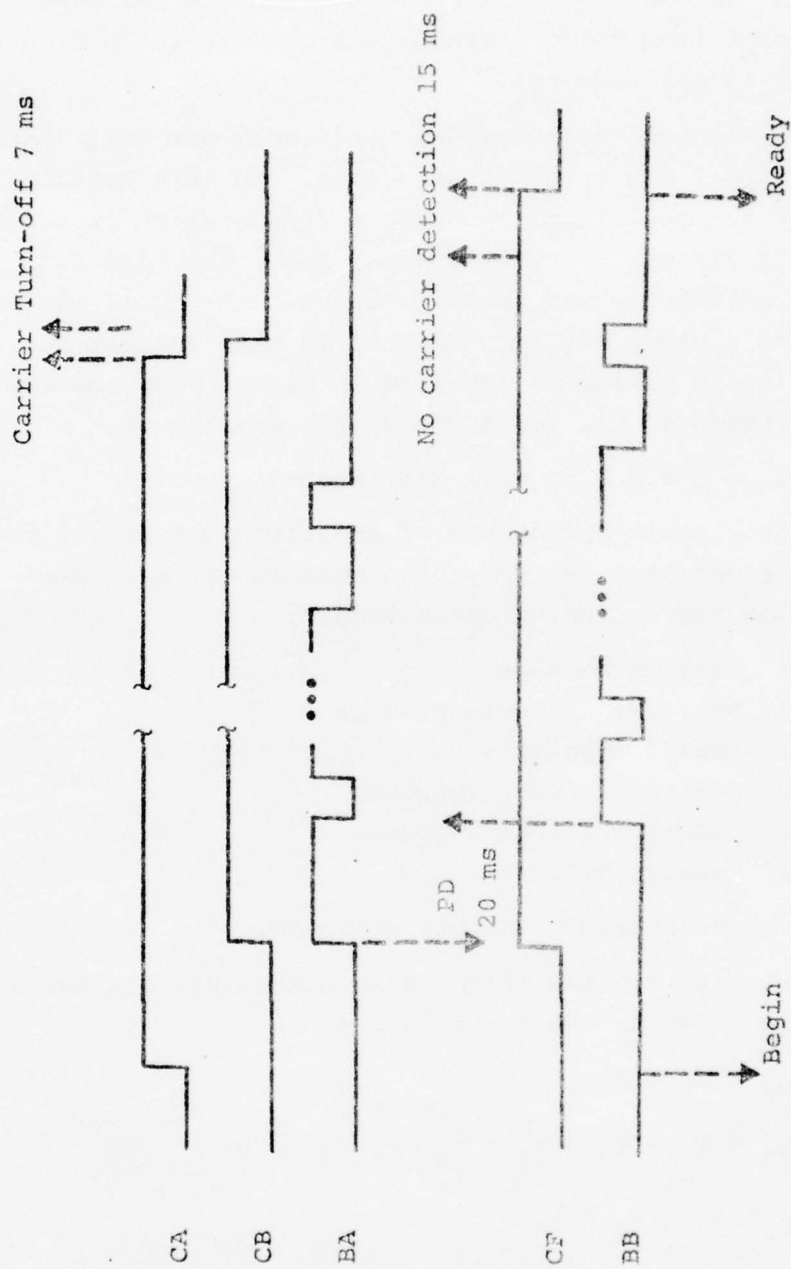 Carrier Turn-off 7 ms
CA
CB
BA
PD
20 ms
No carrier detection 15 ms
CF
BB
Begin
Ready